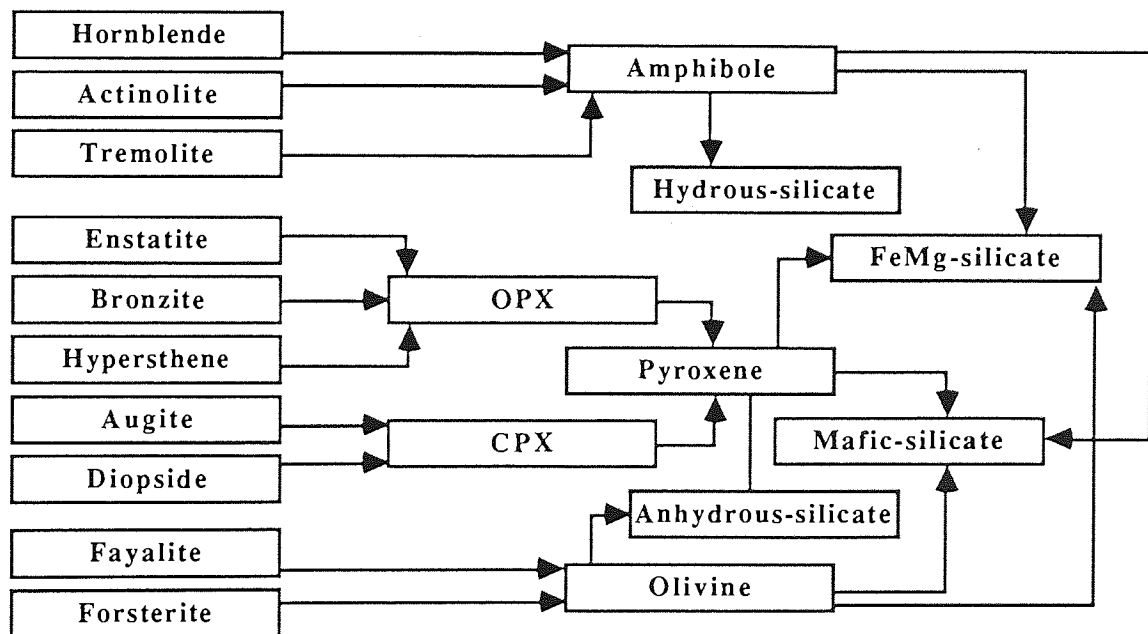 Hornblende
Actinolite
Tremolite
Amphibole
Hydrous-silicate
Enstatite
Bronzite
Hypersthene
OPX
FeMg-silicate
Pyroxene
Augite
Diopside
CPX
Mafic-silicate
Anhydrous-silicate
Fayalite
Forsterite
Olivine